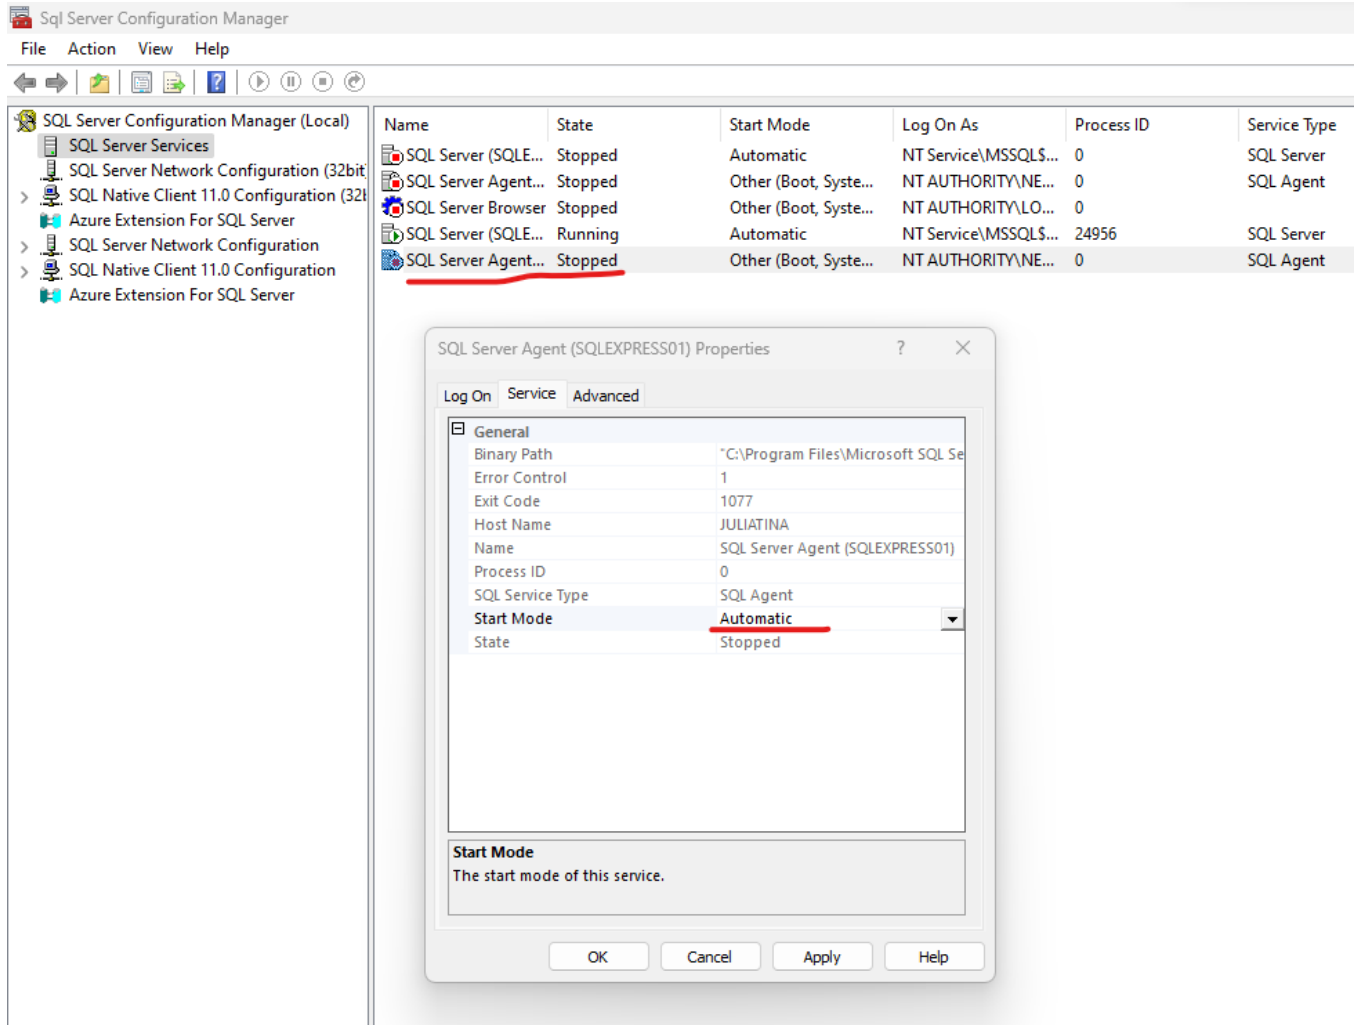 Sql Server Configuration Manager
File Action View Help
SQL Server Configuration Manager (Local)
SQL Server Services
SQL Server Network Configuration (32bit
SQL Native Client 11.0 Configuration (32b
Azure Extension For SQL Server
SQL Server Network Configuration
SQL Native Client 11.0 Configuration
Azure Extension For SQL Server
Name State Start Mode Log On As Process ID Service Type
SQL Server (SQLE... Stopped Automatic NT Service\MSSQL$... 0 SQL Server
SQL Server Agent... Stopped Other (Boot, Syste... NT AUTHORITY\NE... 0 SQL Agent
SQL Server Browser Stopped Other (Boot, Syste... NT AUTHORITY\LO... 0
SQL Server (SQLE... Running Automatic NT Service\MSSQL$... 24956 SQL Server
SQL Server Agent... Stopped Other (Boot, Syste... NT AUTHORITY\NE... 0 SQL Agent
SQL Server Agent (SQLEXPRESS01) Properties ?
Log On Service Advanced
General
Binary Path "C:\Program Files\Microsoft SQL Se
Error Control 1
Exit Code 1077
Host Name JULIATINA
Name SQL Server Agent (SQLEXPRESS01)
Process ID 0
SQL Service Type SQL Agent
Start Mode Automatic
State Stopped
Start Mode
The start mode of this service.
OK Cancel Apply Help